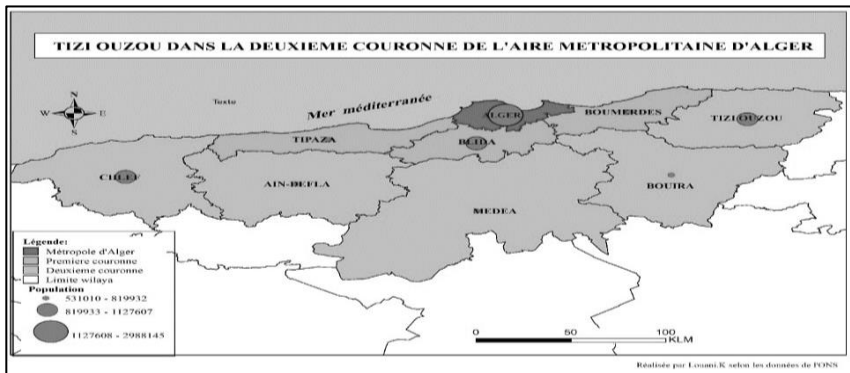 TIZI OUZOU DANS LA DEUXIEME COURONNE DE L'AIRE METROPOLITAINE D'ALGER
N
W E
S
Texte
Mer méditerranée
ALGER
BOUMERDES
TIZI OUZOU
TIPAZA
BLIDA
CHLEF
AIN-DEFLA
MEDEA
BOUIRA
Légende:
Métropole d'Alger
Premiere couronne
Deuxieme couronne
Limite wilaya
Population
531010 - 819932
819933 - 1127607
1127608 - 2988145
0 50 100
KLM
Réalisée par Louani.K selon les données de l'ONS